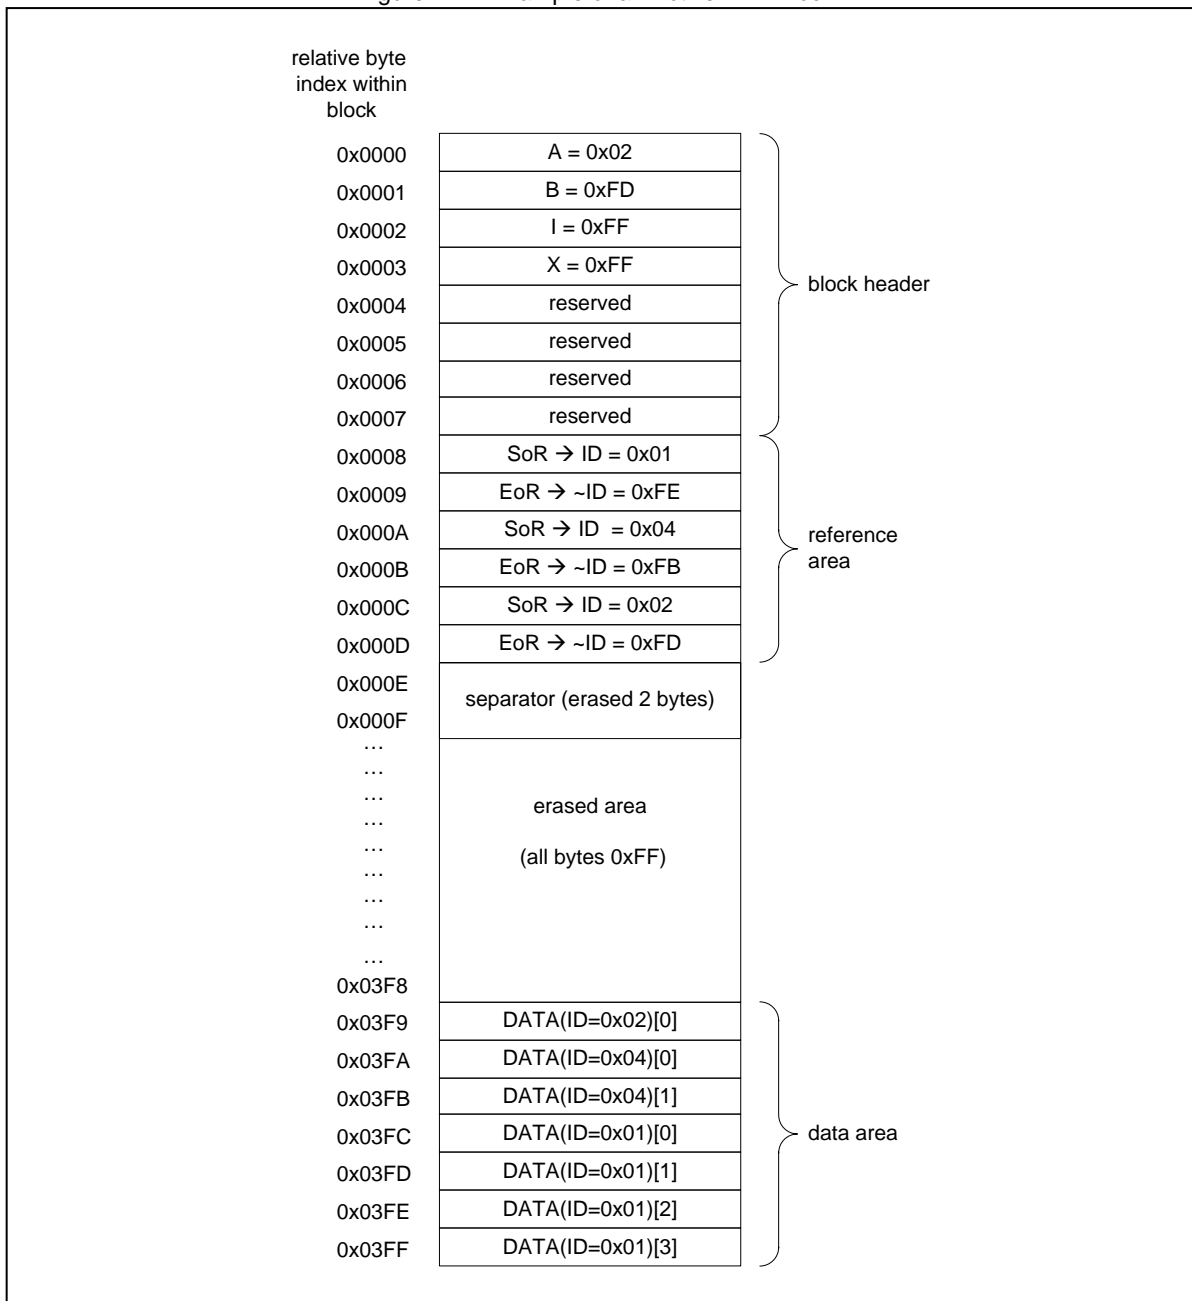 relative byte
index within
block
0x0000 A = 0x02
0x0001 B = 0xFD
0x0002 I = 0xFF
0x0003 X = 0xFF
block header
0x0004 reserved
0x0005 reserved
0x0006 reserved
0x0007 reserved
0x0008 SoR → ID = 0x01
0x0009 EoR → ~ID = 0xFE
0x000A SoR → ID = 0x04
reference
area
0x000B EoR → ~ID = 0xFB
0x000C SoR → ID = 0x02
0x000D EoR → ~ID = 0xFD
0x000E
separator (erased 2 bytes)
0x000F
…
…
…
erased area
…
…
(all bytes 0xFF)
…
…
…
…
0x03F8
0x03F9 DATA(ID=0x02)[0]
0x03FA DATA(ID=0x04)[0]
0x03FB DATA(ID=0x04)[1]
0x03FC DATA(ID=0x01)[0] data area
0x03FD DATA(ID=0x01)[1]
0x03FE DATA(ID=0x01)[2]
0x03FF DATA(ID=0x01)[3]